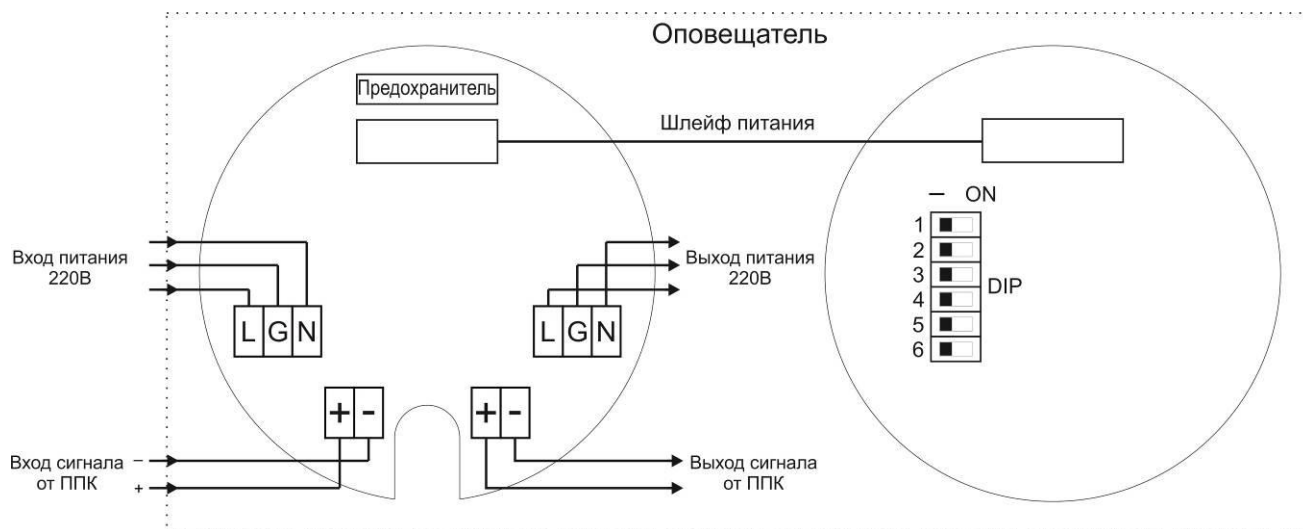 Оповещатель
Предохранитель
Шлейф питания
– ON
1
2
3
4
5
6
DIP
Вход питания
220В
Выход питания
220В
L G N
L G N
+ -
+ -
Вход сигнала –
от ППК +
Выход сигнала
от ППК